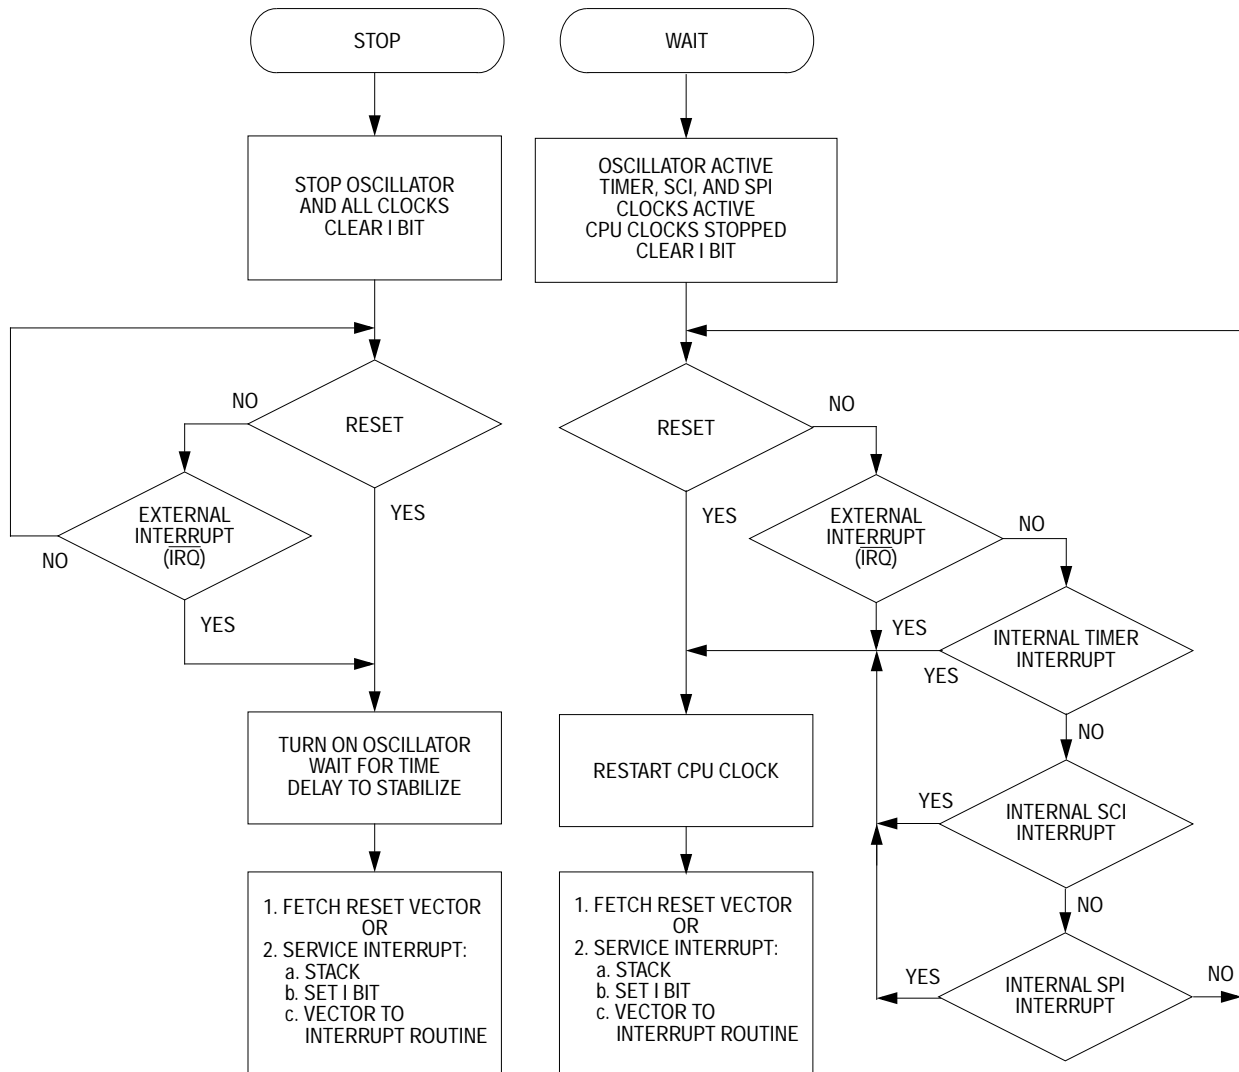 STOP
STOP OSCILLATOR
AND ALL CLOCKS
CLEAR I BIT
RESET
NO
YES
EXTERNAL
INTERRUPT
(IRQ)
NO
YES
TURN ON OSCILLATOR
WAIT FOR TIME
DELAY TO STABILIZE
1. FETCH RESET VECTOR
OR
2. SERVICE INTERRUPT:
a. STACK
b. SET I BIT
c. VECTOR TO
INTERRUPT ROUTINE
WAIT
OSCILLATOR ACTIVE
TIMER, SCI, AND SPI
CLOCKS ACTIVE
CPU CLOCKS STOPPED
CLEAR I BIT
RESET
NO
YES
EXTERNAL
INTERRUPT
(IRQ)
NO
YES
INTERNAL TIMER
INTERRUPT
YES
NO
INTERNAL SCI
INTERRUPT
YES
NO
INTERNAL SPI
INTERRUPT
YES
NO
RESTART CPU CLOCK
1. FETCH RESET VECTOR
OR
2. SERVICE INTERRUPT:
a. STACK
b. SET I BIT
c. VECTOR TO
INTERRUPT ROUTINE